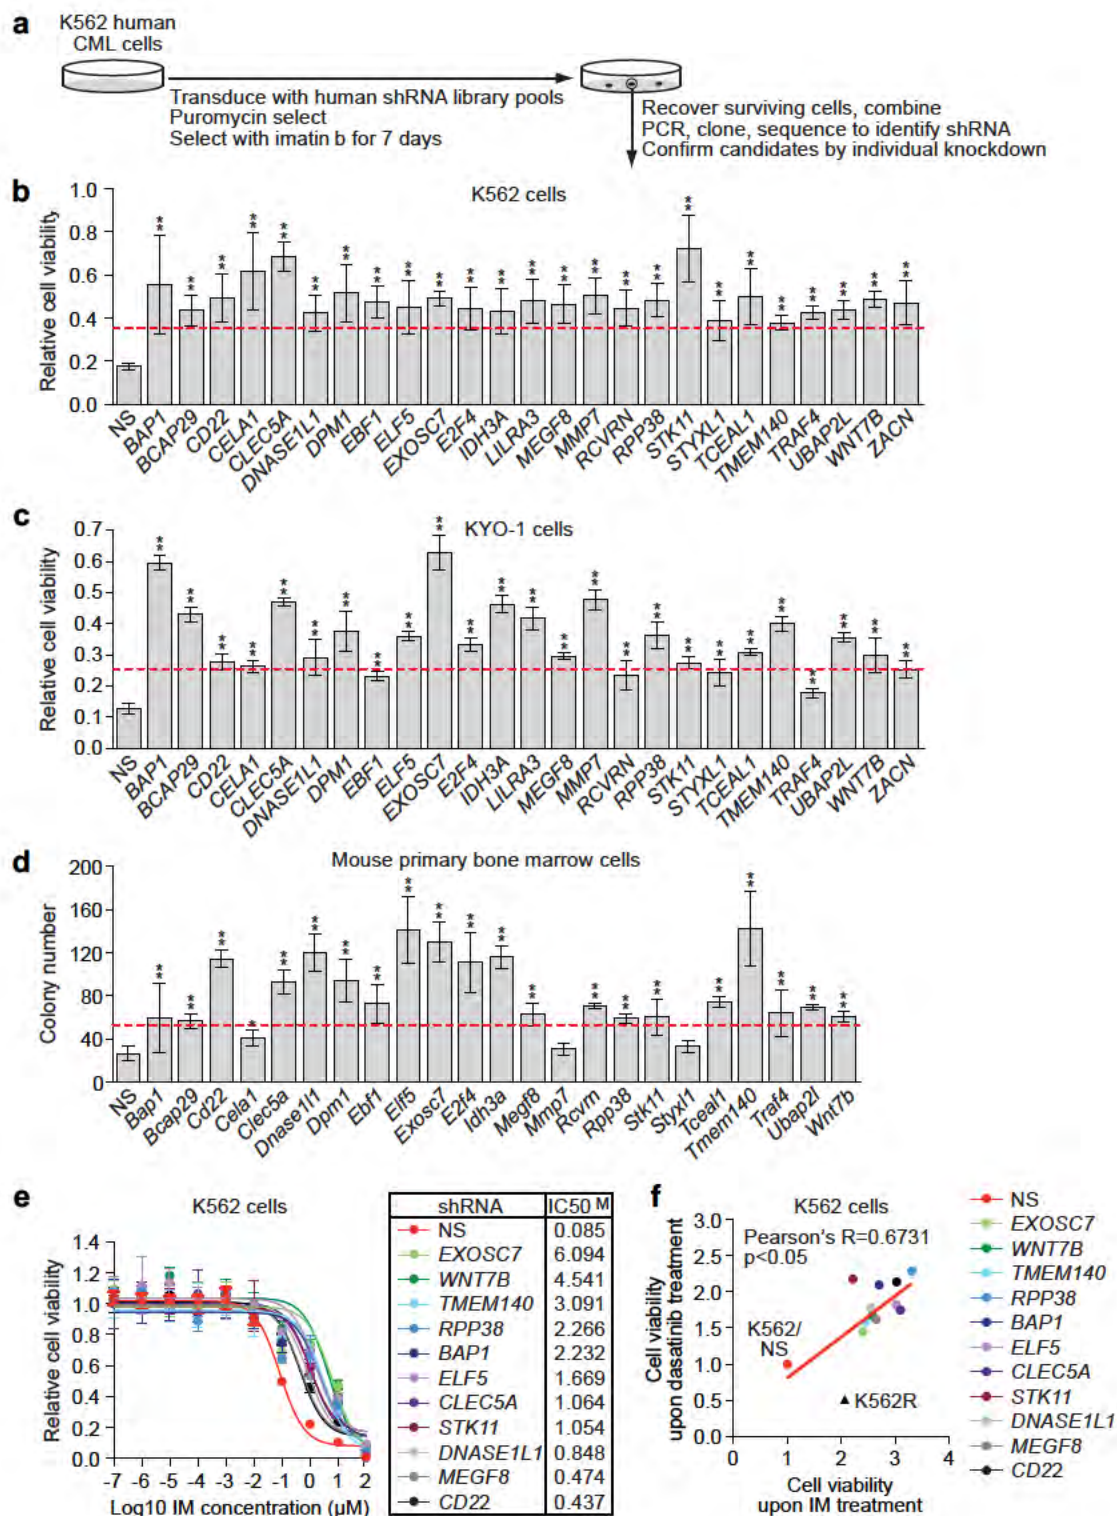 a
K562 human
CML cells
Transduce with human shRNA library pools
Puromycin select
Select with imatin b for 7 days
Recover surviving cells, combine
PCR, clone, sequence to identify shRNA
Confirm candidates by individual knockdown
b
K562 cells
Relative cell viability
1.0
0.8
0.6
0.4
0.2
0.0
** ** ** ** ** ** ** ** ** ** ** ** ** ** ** ** ** ** ** ** ** ** ** ** **
NS BAP1 BCAP29 CD22 CELA1 CLEC5A DNASE1L1 DPM1 EBF1 ELF5 EXOSC7 E2F4 IDH3A LILRA3 MEGF8 MMP7 RCVRN RPP38 STK11 STYXL1 TCEAL1 TMEM140 TRAF4 UBAP2L WNT7B ZACN
c
KYO-1 cells
Relative cell viability
0.7
0.6
0.5
0.4
0.3
0.2
0.1
0.0
** ** ** ** ** ** ** ** ** ** ** ** ** ** ** ** ** ** ** ** ** ** ** ** **
NS BAP1 BCAP29 CD22 CELA1 CLEC5A DNASE1L1 DPM1 EBF1 ELF5 EXOSC7 E2F4 IDH3A LILRA3 MEGF8 MMP7 RCVRN RPP38 STK11 STYXL1 TCEAL1 TMEM140 TRAF4 UBAP2L WNT7B ZACN
d
Mouse primary bone marrow cells
Colony number
200
160
120
80
40
0
** ** ** * ** ** ** ** ** ** ** ** ** ** ** ** ** ** ** ** **
NS Bap1 Bcap29 Cd22 Cela1 Clec5a Dnase1l1 Dpm1 Ebf1 Elf5 Exosc7 E2f4 Idh3a Megf8 Mmp7 Rcvrn Rpp38 Stk11 Styxl1 Tceal1 Tmem140 Traf4 Ubap2l Wnt7b
e
K562 cells
Relative cell viability
1.4
1.2
1.0
0.8
0.6
0.4
0.2
0.0
-7 -6 -5 -4 -3 -2 -1 0 1 2
Log10 IM concentration (μM)
shRNA IC50 M
NS 0.085
EXOSC7 6.094
WNT7B 4.541
TMEM140 3.091
RPP38 2.266
BAP1 2.232
ELF5 1.669
CLEC5A 1.064
STK11 1.054
DNASE1L1 0.848
MEGF8 0.474
CD22 0.437
f
K562 cells
Cell viability
upon dasatinib treatment
3.0
2.5
2.0
1.5
1.0
0.5
0.0
Pearson's R=0.6731
p<0.05
K562/
NS
K562R
0 1 2 3 4
Cell viability
upon IM treatment
NS
EXOSC7
WNT7B
TMEM140
RPP38
BAP1
ELF5
CLEC5A
STK11
DNASE1L1
MEGF8
CD22